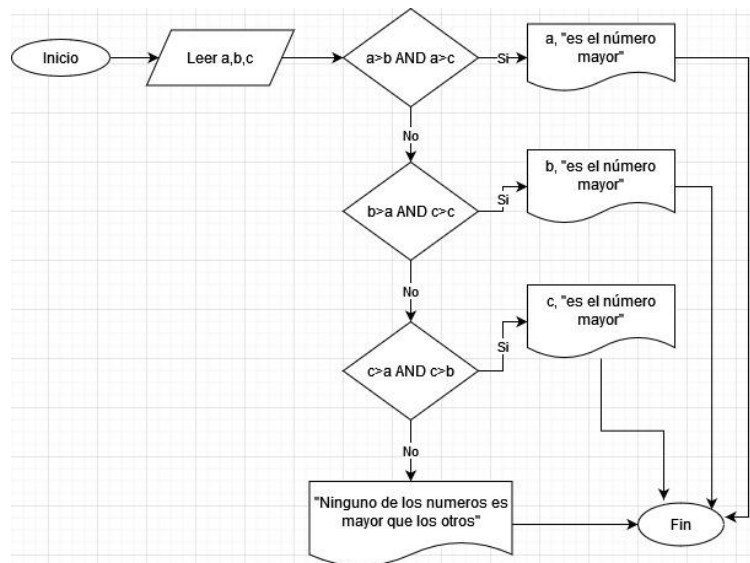 Inicio
Leer a,b,c
a>b AND a>c
Si
a, "es el número
mayor"
No
b>a AND c>c
Si
b, "es el número
mayor"
No
c>a AND c>b
Si
c, "es el número
mayor"
No
"Ninguno de los numeros es
mayor que los otros"
Fin